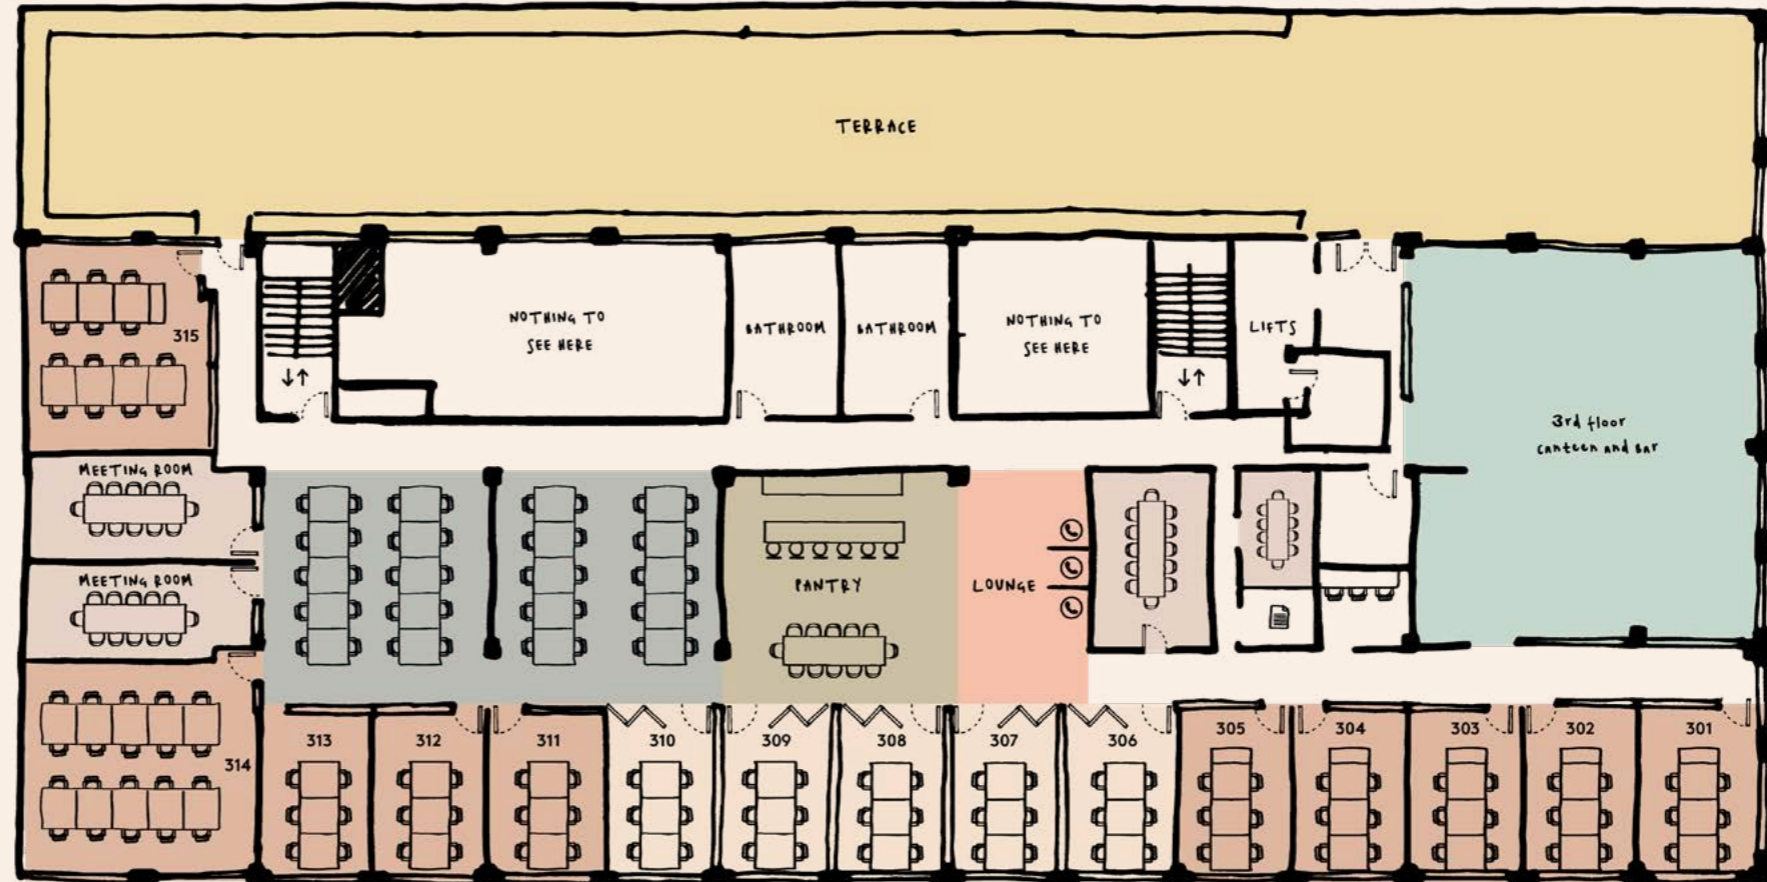 TERRACE
315
NOTHING TO
SEE HERE
BATHROOM
BATHROOM
NOTHING TO
SEE HERE
LIFTS
↓↑
↓↑
3rd floor
canteen and bar
MEETING ROOM
MEETING ROOM
PANTRY
LOUNGE
314
313
312
311
310
309
308
307
306
305
304
303
302
301